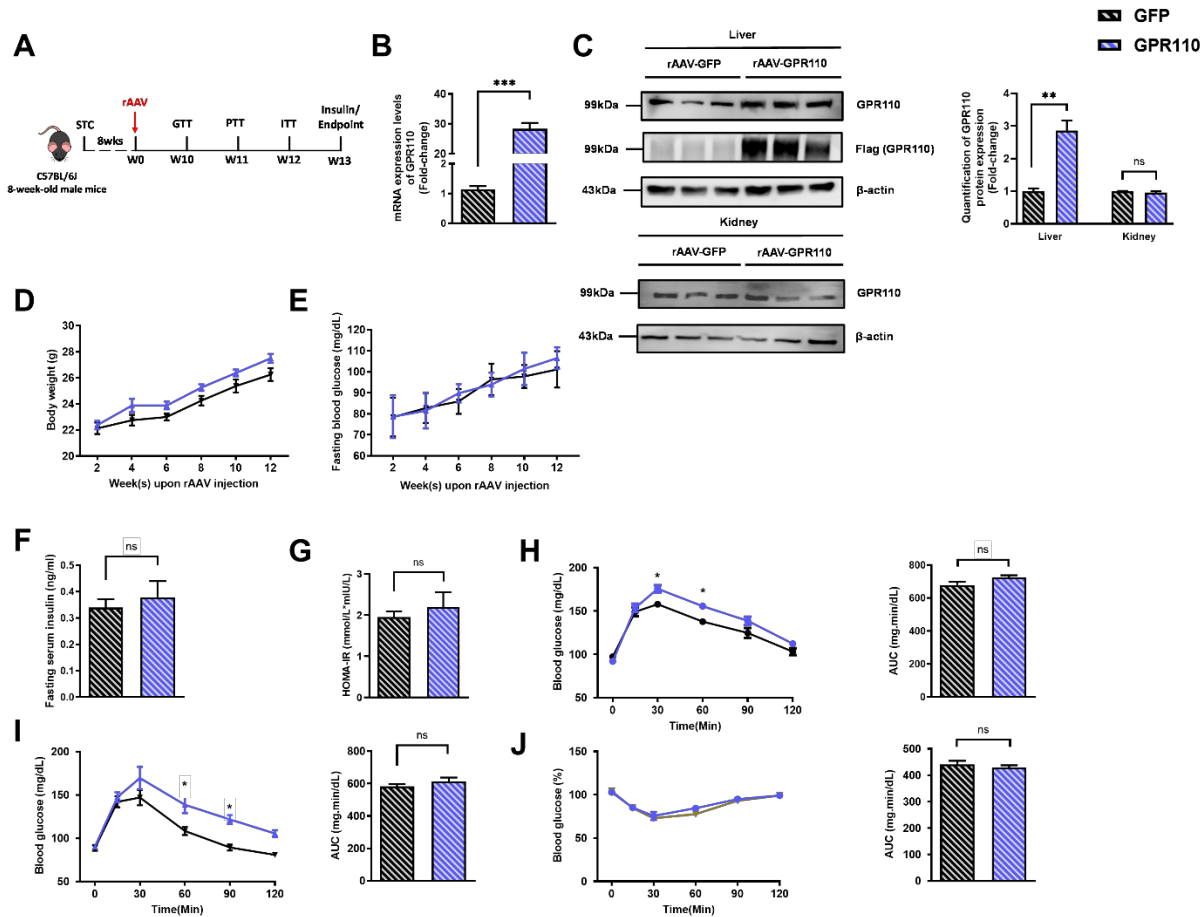 GFP
GPR110
A
STC
8wks
rAAV
GTT
PTT
ITT
Insulin/
Endpoint
W0
W10
W11
W12
W13
C57BL/6J
8-week-old male mice
B
mRNA expression levels
of GPR110
(Fold-change)
40
30
20
2
1
0
***
C
Liver
rAAV-GFP
rAAV-GPR110
99kDa
GPR110
99kDa
Flag (GPR110)
43kDa
β-actin
Kidney
rAAV-GFP
rAAV-GPR110
99kDa
GPR110
43kDa
β-actin
Quantification of GPR110
protein expression
(Fold-change)
4
3
2
1
0
**
ns
Liver
Kidney
D
Body weight (g)
30
28
26
24
22
20
2
4
6
8
10
12
Week(s) upon rAAV injection
E
Fasting blood glucose (mg/dL)
120
110
100
90
80
70
60
2
4
6
8
10
12
Week(s) upon rAAV injection
F
Fasting serum insulin (ng/ml)
0.5
0.4
0.3
0.2
0.1
0.0
ns
G
HOMA-IR (mmol/L*mIU/L)
3
2
1
0
ns
H
Blood glucose (mg/dL)
200
150
100
50
*
*
0
30
60
90
120
Time(Min)
AUC (mg.min/dL)
800
600
400
200
0
ns
I
Blood glucose (mg/dL)
200
150
100
50
*
*
0
30
60
90
120
Time(Min)
AUC (mg.min/dL)
800
600
400
200
0
ns
J
Blood glucose (%)
150
100
50
0
0
30
60
90
120
Time(Min)
AUC (mg.min/dL)
500
400
300
200
100
0
ns